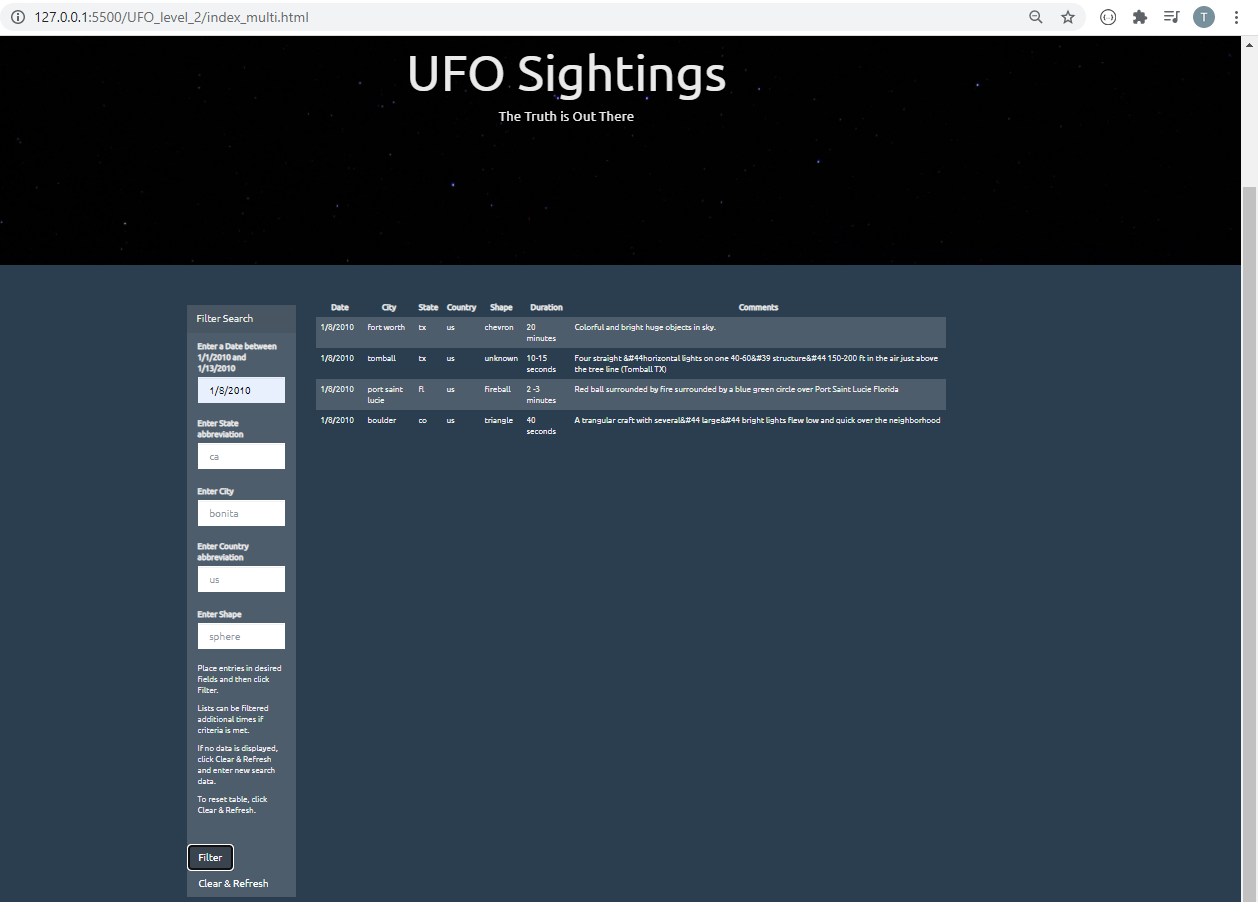 127.0.0.1:5500/UFO_level_2/index_multi.html
T
UFO Sightings
The Truth is Out There
Filter Search
Enter a Date between
1/1/2010 and
1/13/2010
1/8/2010
Enter State
abbreviation
ca
Enter City
bonita
Enter Country
abbreviation
us
Enter Shape
sphere
Place entries in desired
fields and then click
Filter.
Lists can be filtered
additional times if
criteria is met.
If no data is displayed,
click Clear & Refresh
and enter new search
data.
To reset table, click
Clear & Refresh.
Filter
Clear & Refresh
Date City State Country Shape Duration Comments
1/8/2010 fort worth tx us chevron 20 Colorful and bright huge objects in sky.
minutes
1/8/2010 tomball tx us unknown 10-15 Four straight &#44horizontal lights on one 40-60&#39 structure&#44 150-200 ft in the air just above
seconds the tree line (Tomball TX)
1/8/2010 port saint fl us fireball 2 -3 Red ball surrounded by fire surrounded by a blue green circle over Port Saint Lucie Florida
lucie minutes
1/8/2010 boulder co us triangle 40 A trangular craft with several&#44 large&#44 bright lights flew low and quick over the neighborhood
seconds